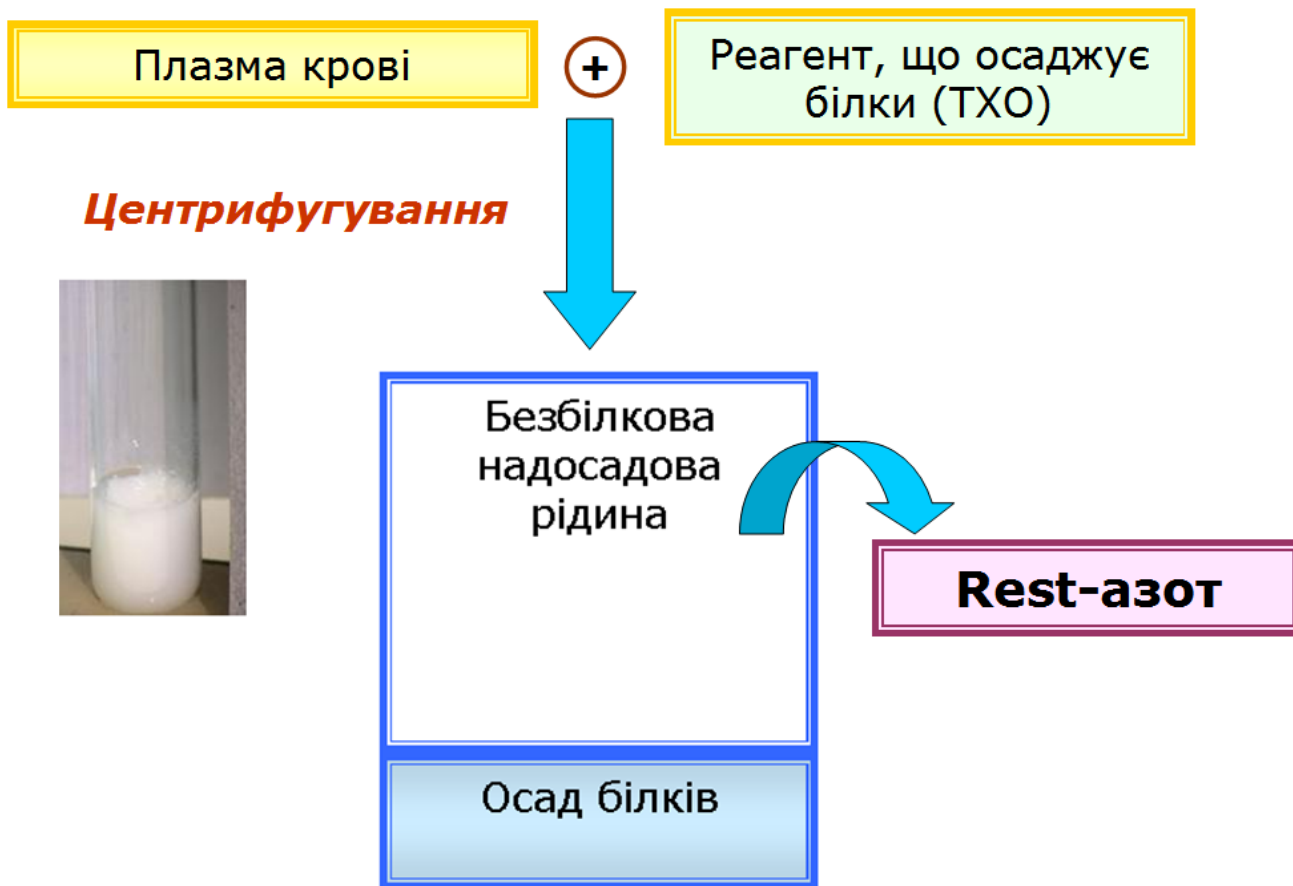 Плазма крові
+
Реагент, що осаджує
білки (ТХО)
Центрифугування
Безбілкова
надосадова
рідина
Rest-азот
Осад білків